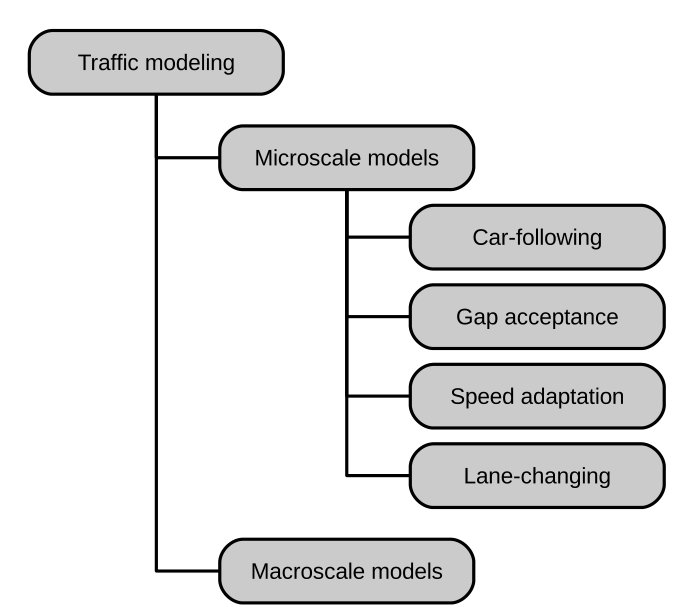 Traffic modeling
Microscale models
Car-following
Gap acceptance
Speed adaptation
Lane-changing
Macroscale models